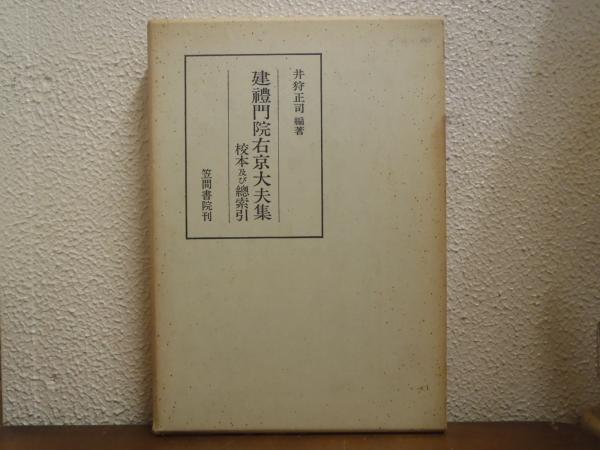 井狩正司 編著
建禮門院右京大夫集
校本及び總索引
笠間書院刊